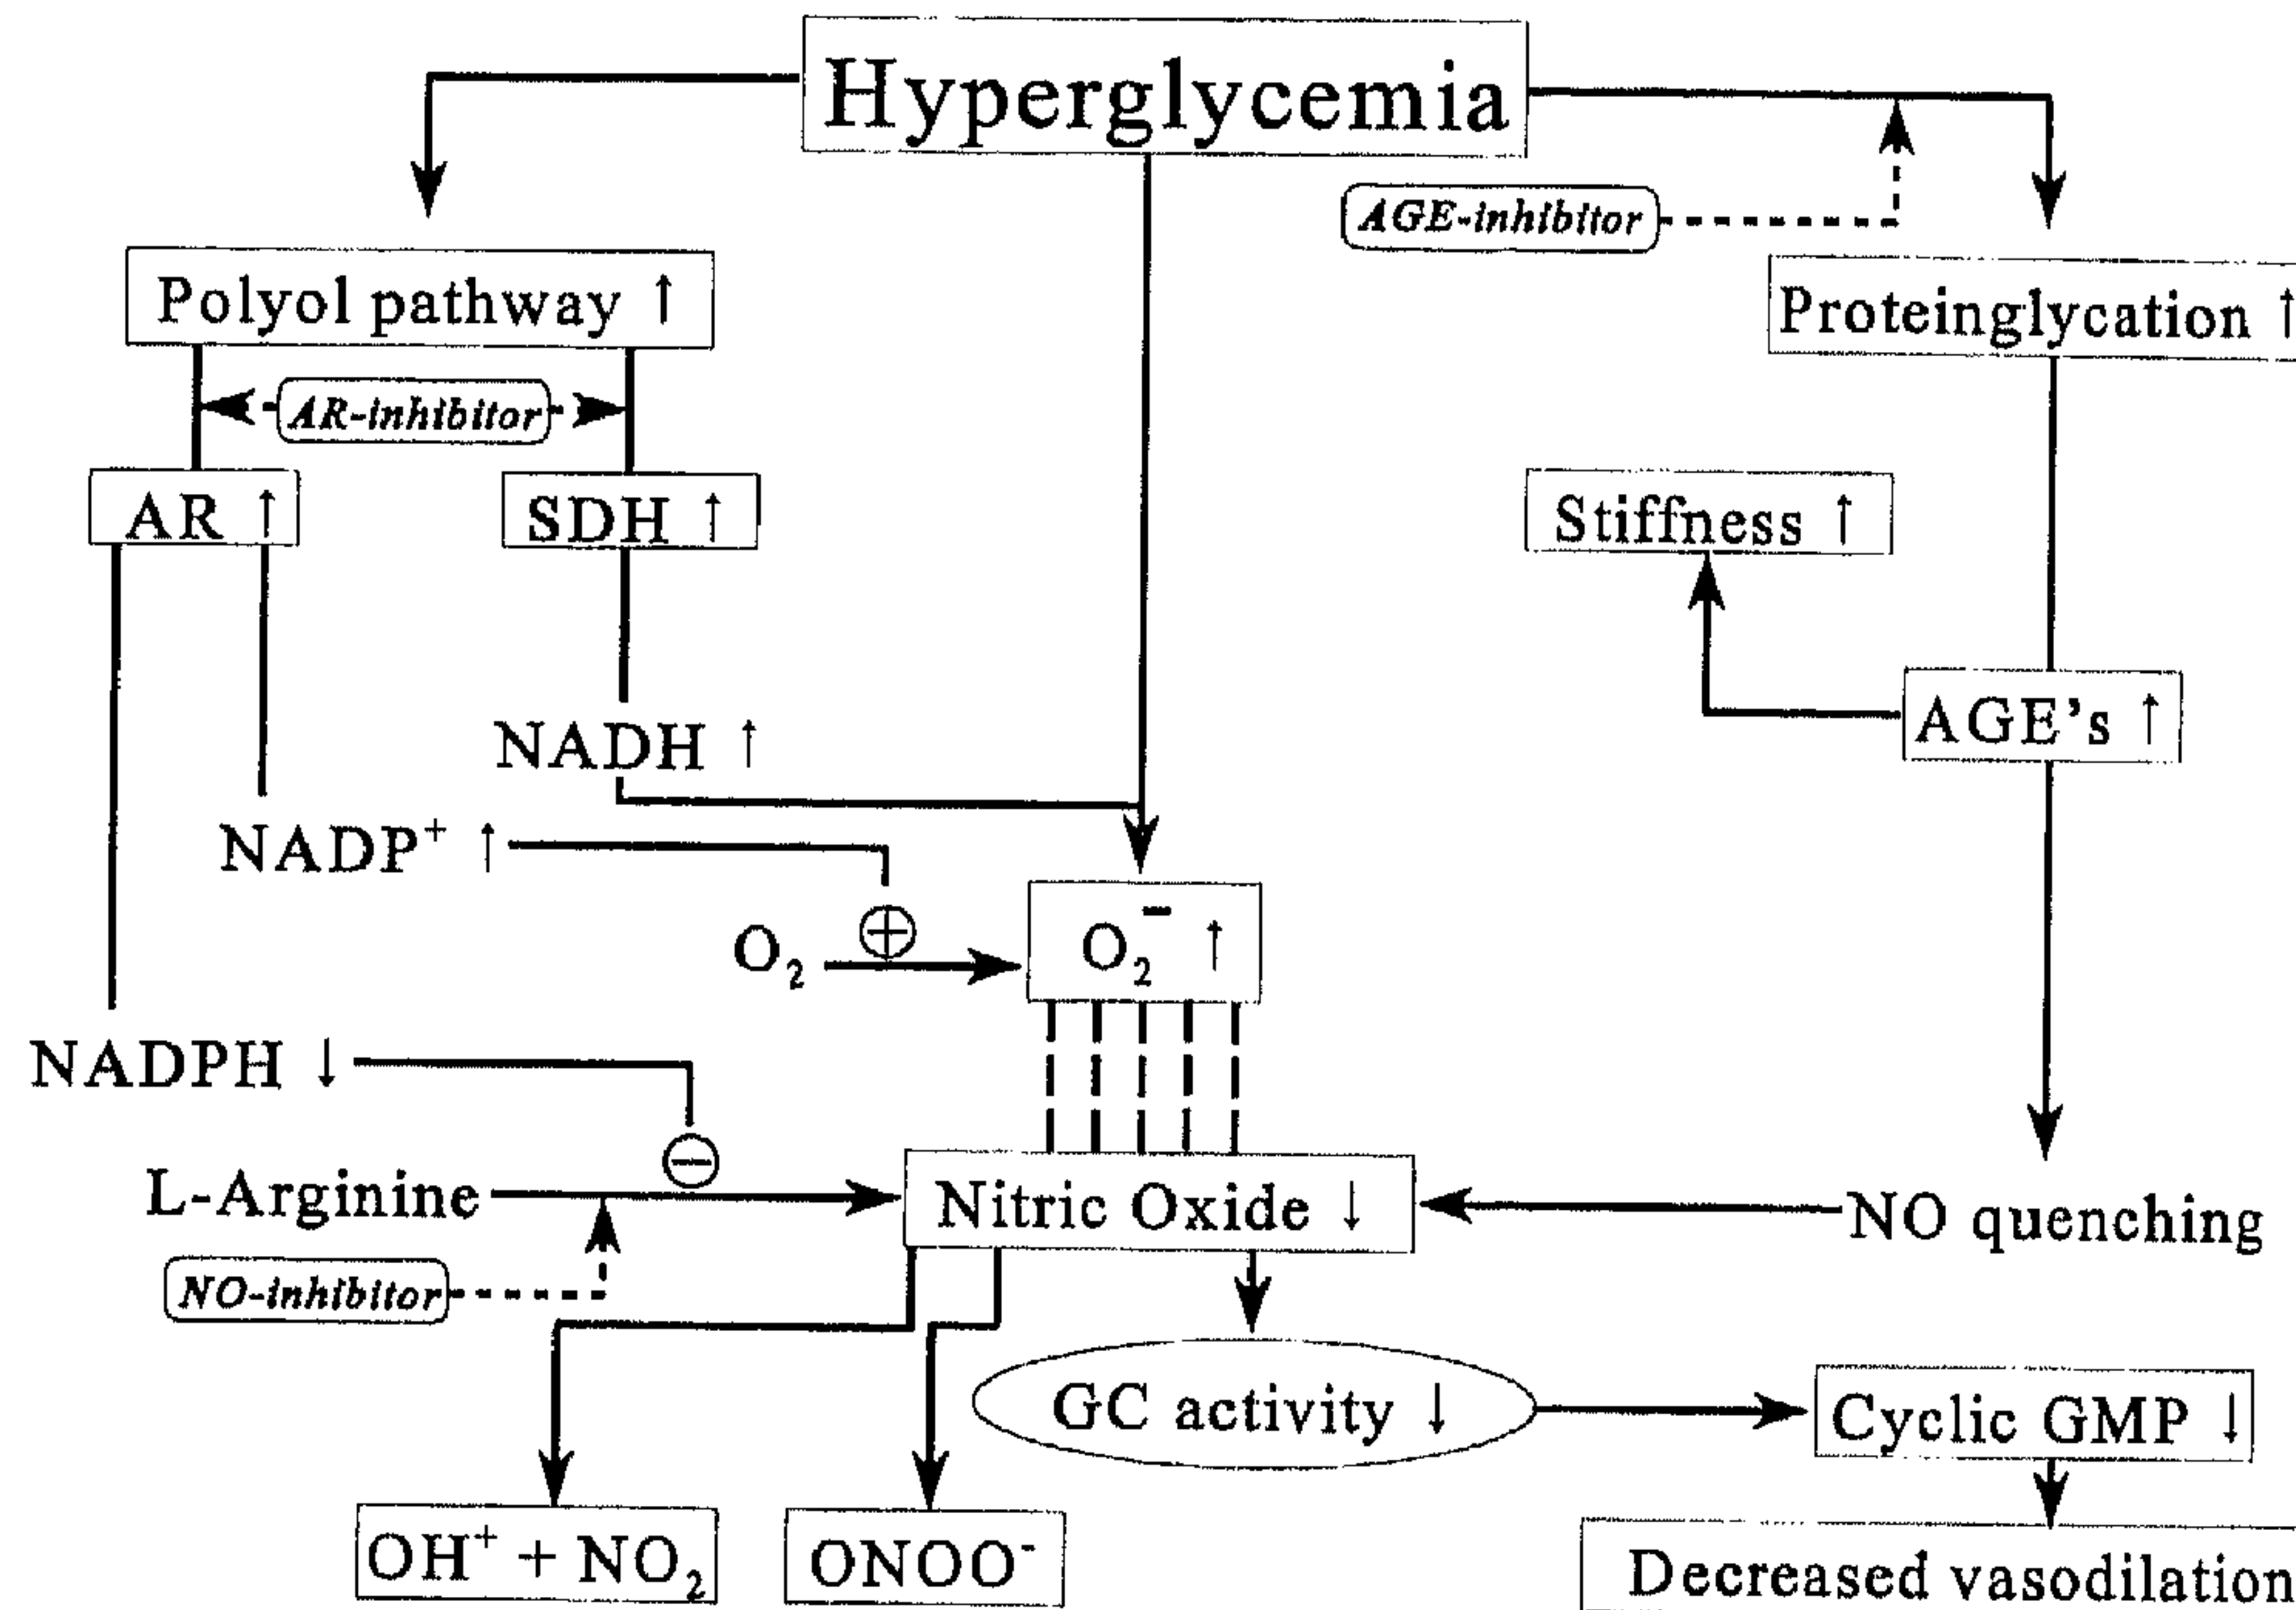 Hyperglycemia
AGE-inhibitor
Polyol pathway ↑
Proteinglycation ↑
AR-inhibitor
AR ↑
SDH ↑
Stiffness ↑
NADH ↑
AGE's ↑
NADP⁺ ↑
O₂
⊕
O₂⁻ ↑
NADPH ↓
⊖
L-Arginine
Nitric Oxide ↓
NO quenching
NO-inhibitor
GC activity ↓
Cyclic GMP ↓
OH⁺ + NO₂
ONOO⁻
Decreased vasodilation